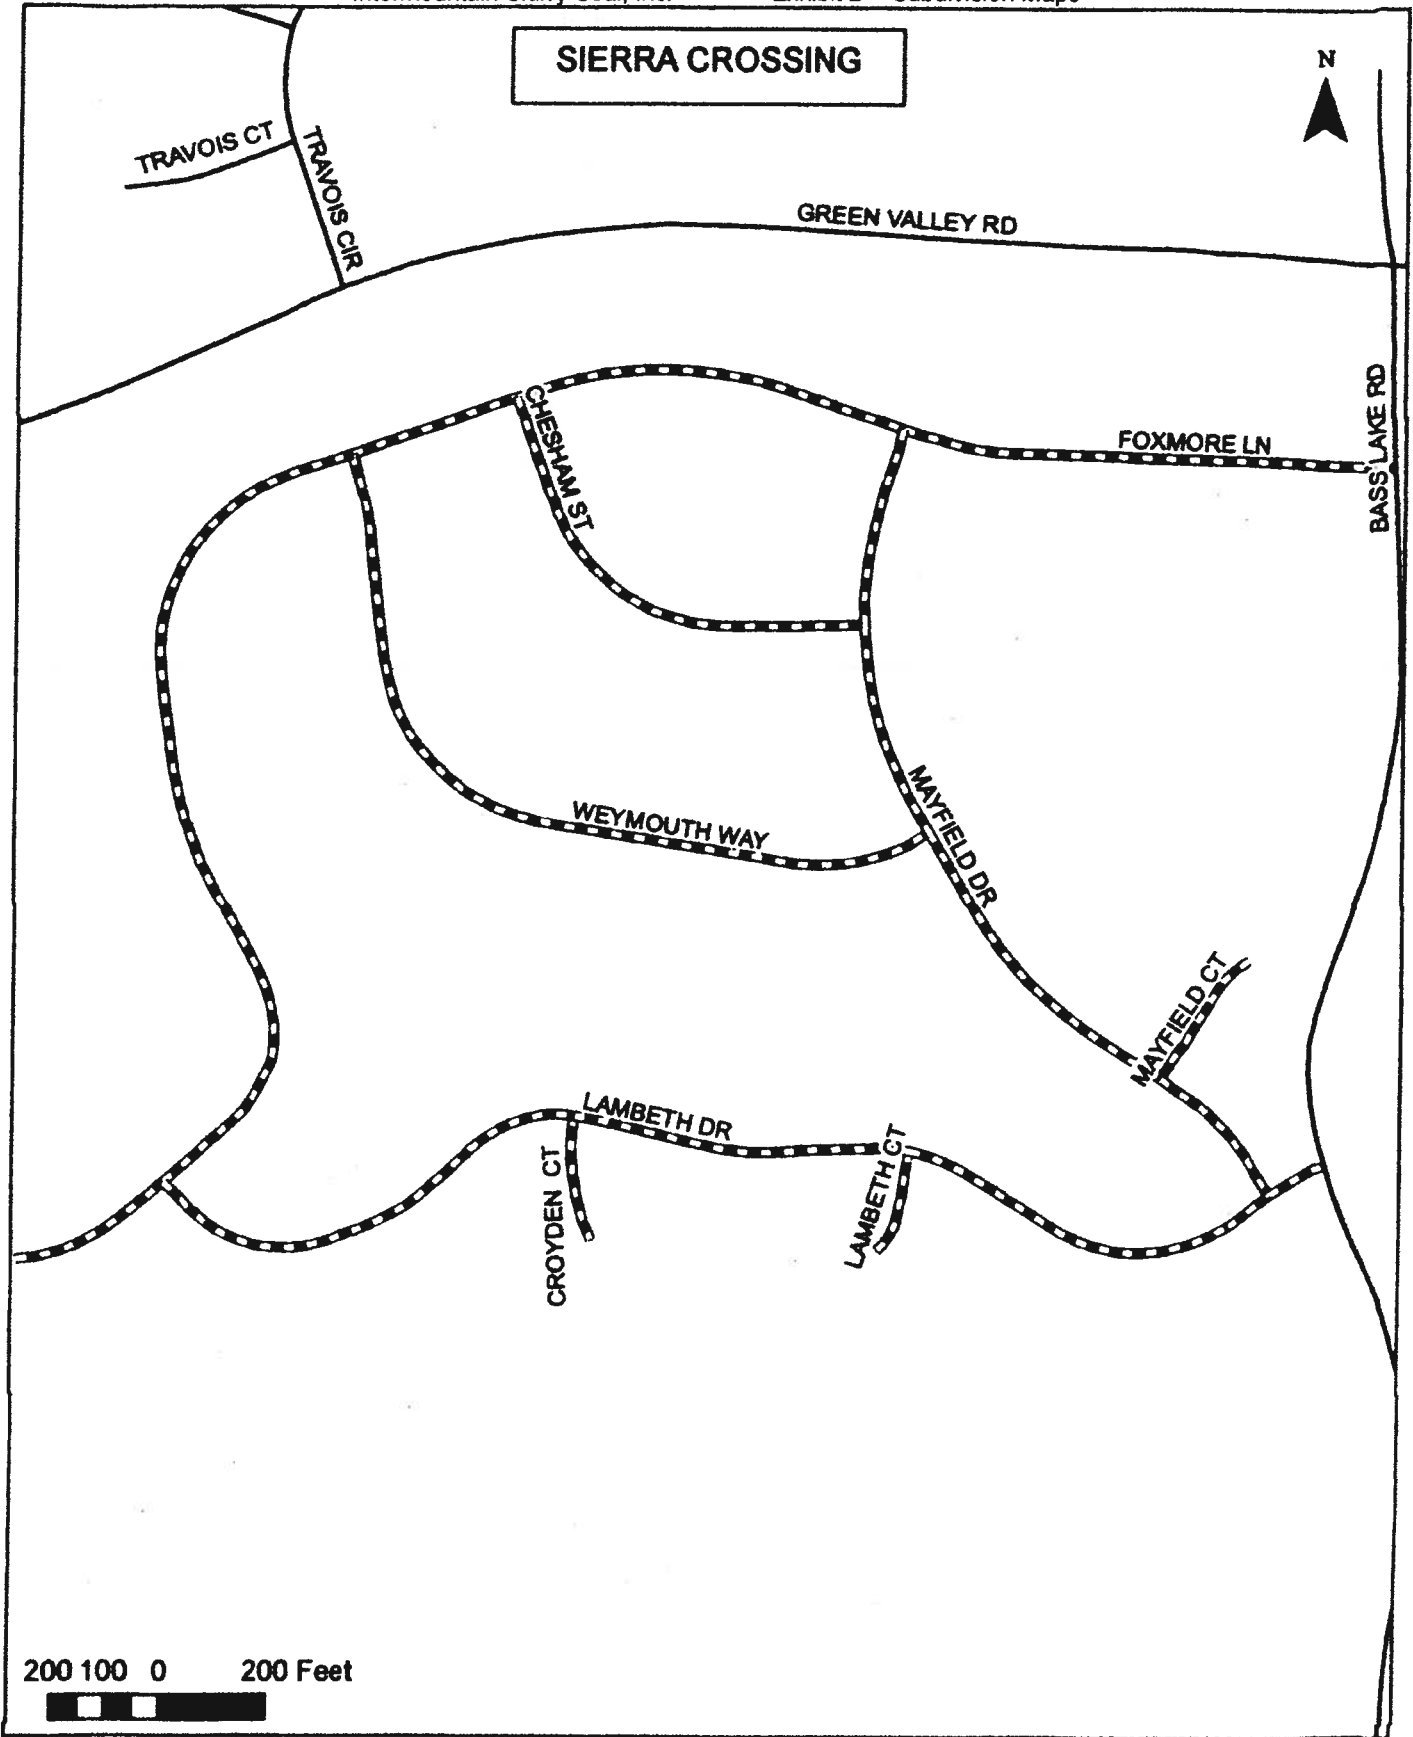 SIERRA CROSSING
N
TRAVOIS CT
TRAVOIS CIR
GREEN VALLEY RD
CHESHAM ST
FOXMORE LN
BASS LAKE RD
WEYMOUTH WAY
MAYFIELD DR
MAYFIELD CT
LAMBETH DR
CROYDEN CT
LAMBETH CT
200 100 0 200 Feet